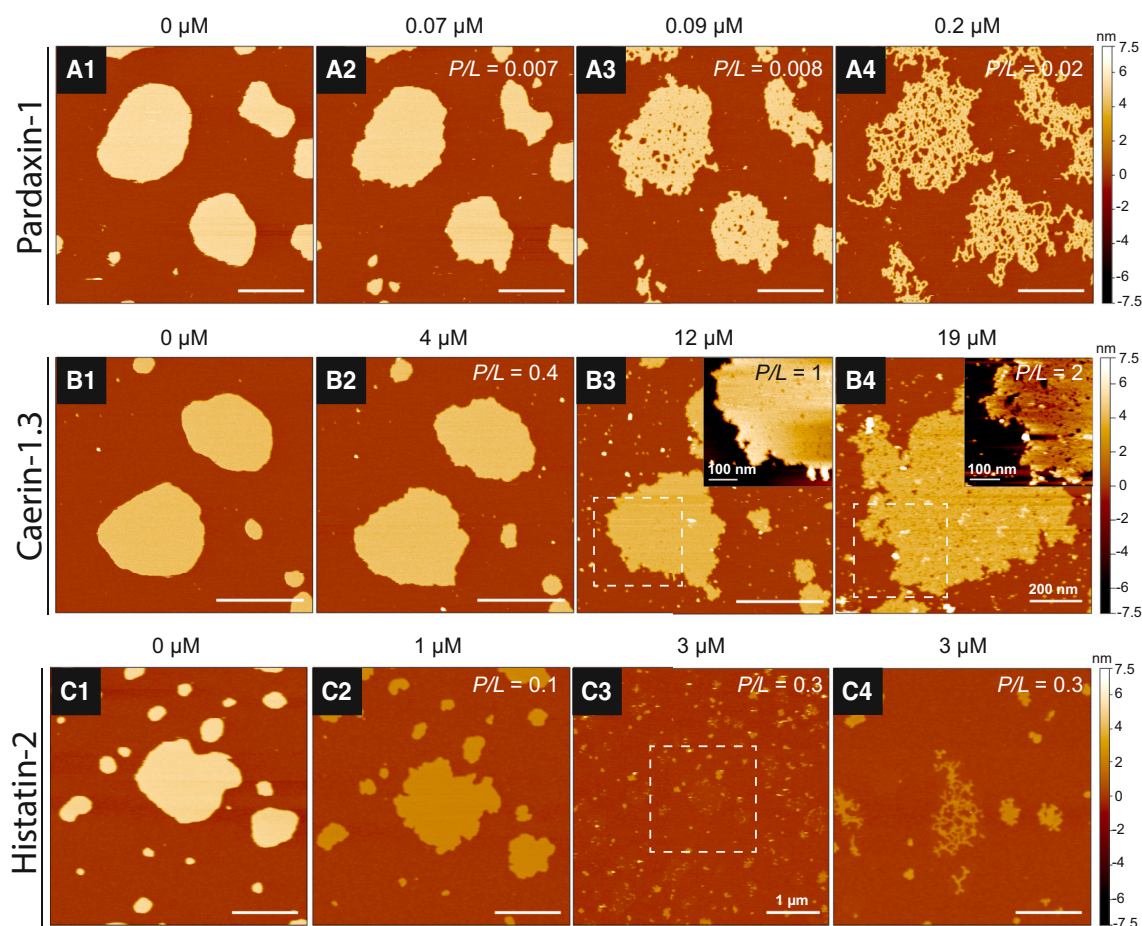 0 µM
0.07 µM
0.09 µM
0.2 µM
Pardaxin-1
A1
A2
P/L = 0.007
A3
P/L = 0.008
A4
P/L = 0.02
nm
7.5
6
4
2
0
-2
-4
-6
-7.5
0 µM
4 µM
12 µM
19 µM
Caerin-1.3
B1
B2
P/L = 0.4
B3
P/L = 1
100 nm
B4
P/L = 2
100 nm
200 nm
nm
7.5
6
4
2
0
-2
-4
-6
-7.5
0 µM
1 µM
3 µM
3 µM
Histatin-2
C1
C2
P/L = 0.1
C3
P/L = 0.3
1 µm
C4
P/L = 0.3
nm
7.5
6
4
2
0
-2
-4
-6
-7.5